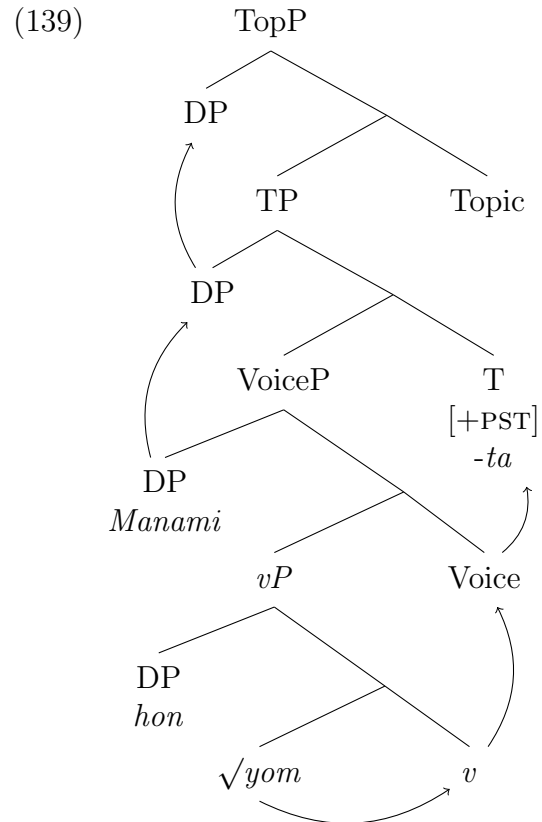 (139)
TopP
DP
TP Topic
DP
VoiceP T
[+PST]
-ta
DP
Manami
vP Voice
DP
hon
√yom v